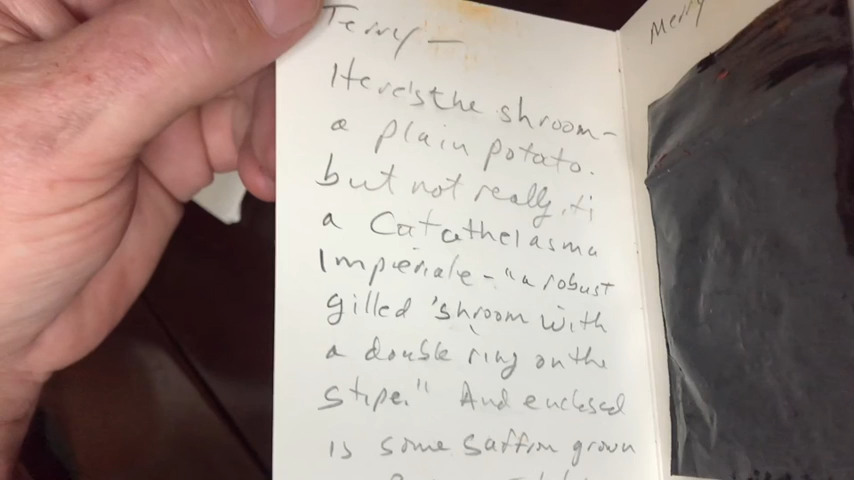 Terry —
Here's the shroom –
a plain potato.
but not really, ti
a Catathelasma
Imperiale – "a robust
gilled 'shroom with
a double ring on the
stipe." And enclosed
is some saffron grown
Merry